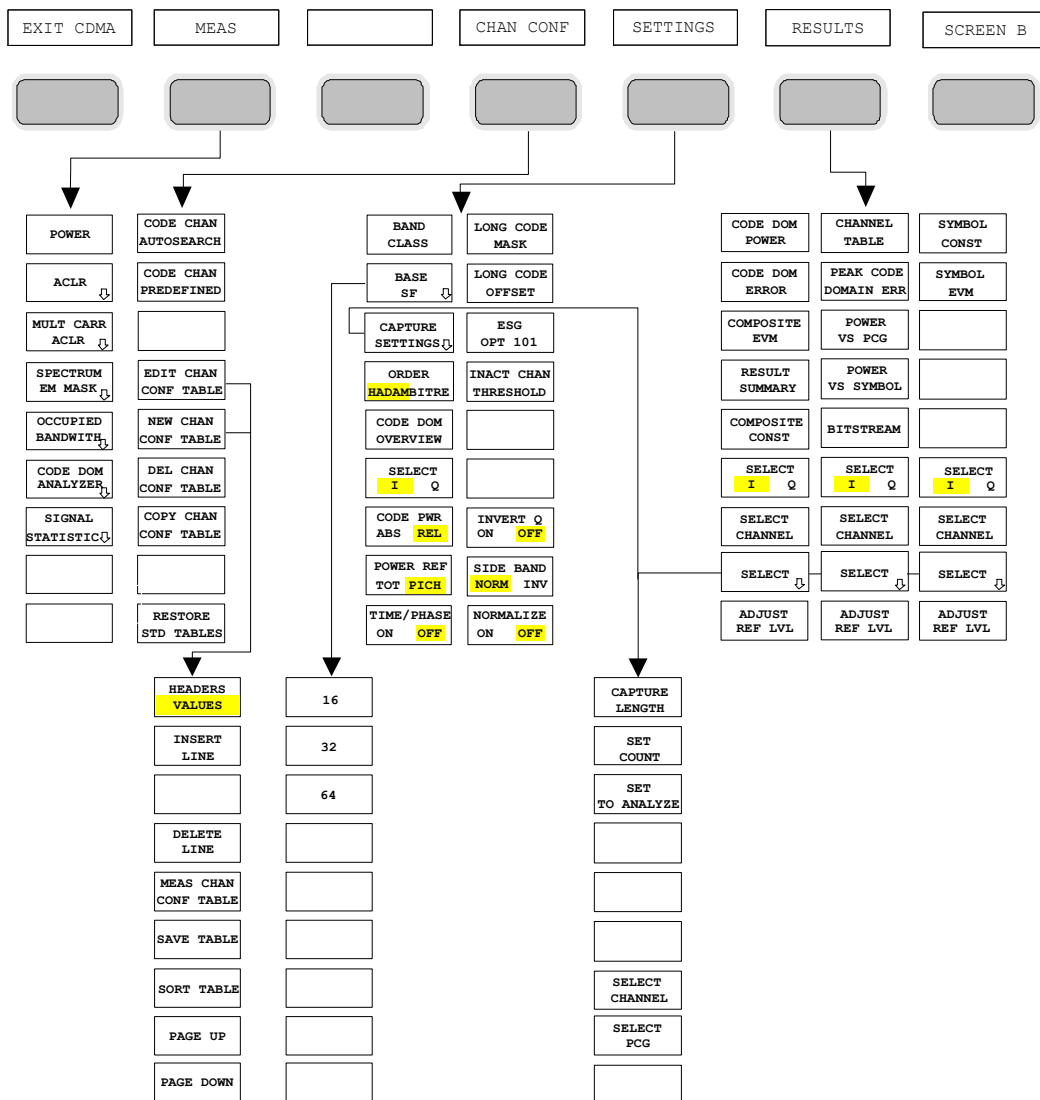 EXIT CDMA
MEAS
CHAN CONF
SETTINGS
RESULTS
SCREEN B
POWER
ACLR
MULT CARR
ACLR
SPECTRUM
EM MASK
OCCUPIED
BANDWITH
CODE DOM
ANALYZER
SIGNAL
STATISTIC
CODE CHAN
AUTOSEARCH
CODE CHAN
PREDEFINED
EDIT CHAN
CONF TABLE
NEW CHAN
CONF TABLE
DEL CHAN
CONF TABLE
COPY CHAN
CONF TABLE
RESTORE
STD TABLES
BAND
CLASS
BASE
SF
CAPTURE
SETTINGS
ORDER
HADAMBITRE
CODE DOM
OVERVIEW
SELECT
I Q
CODE PWR
ABS REL
POWER REF
TOT PICH
TIME/PHASE
ON OFF
LONG CODE
MASK
LONG CODE
OFFSET
ESG
OPT 101
INACT CHAN
THRESHOLD
INVERT Q
ON OFF
SIDE BAND
NORM INV
NORMALIZE
ON OFF
CODE DOM
POWER
CODE DOM
ERROR
COMPOSITE
EVM
RESULT
SUMMARY
COMPOSITE
CONST
SELECT
I Q
SELECT
CHANNEL
SELECT
ADJUST
REF LVL
CHANNEL
TABLE
PEAK CODE
DOMAIN ERR
POWER
VS PCG
POWER
VS SYMBOL
BITSTREAM
SELECT
I Q
SELECT
CHANNEL
SELECT
ADJUST
REF LVL
SYMBOL
CONST
SYMBOL
EVM
SELECT
I Q
SELECT
CHANNEL
SELECT
ADJUST
REF LVL
HEADERS
VALUES
INSERT
LINE
DELETE
LINE
MEAS CHAN
CONF TABLE
SAVE TABLE
SORT TABLE
PAGE UP
PAGE DOWN
16
32
64
CAPTURE
LENGTH
SET
COUNT
SET
TO ANALYZE
SELECT
CHANNEL
SELECT
PCG